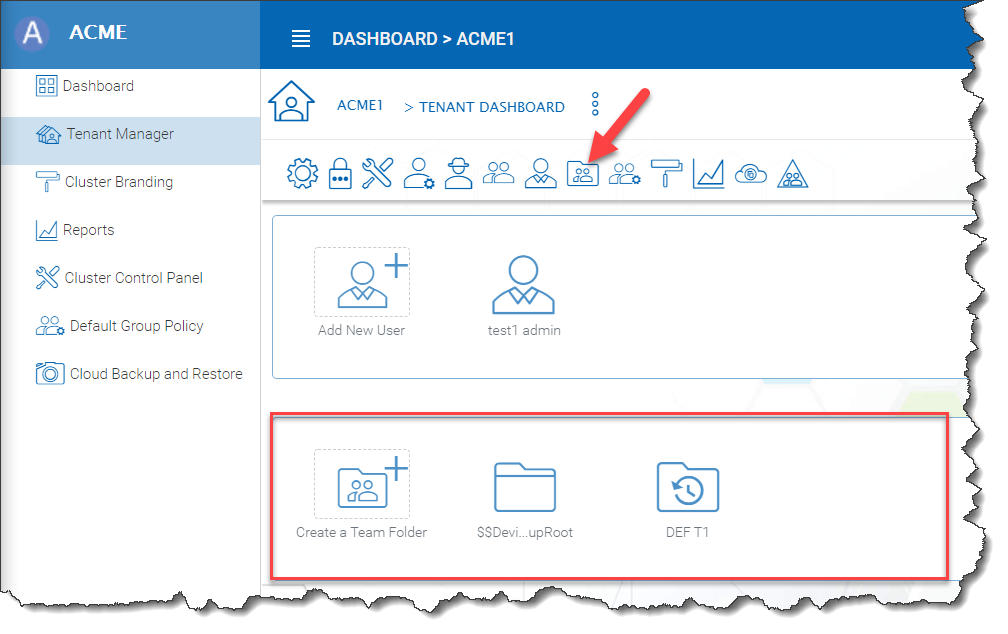 A ACME
DASHBOARD > ACME1
Dashboard
Tenant Manager
Cluster Branding
Reports
Cluster Control Panel
Default Group Policy
Cloud Backup and Restore
ACME1 > TENANT DASHBOARD
Add New User
test1 admin
Create a Team Folder
$$Devi...upRoot
DEF T1